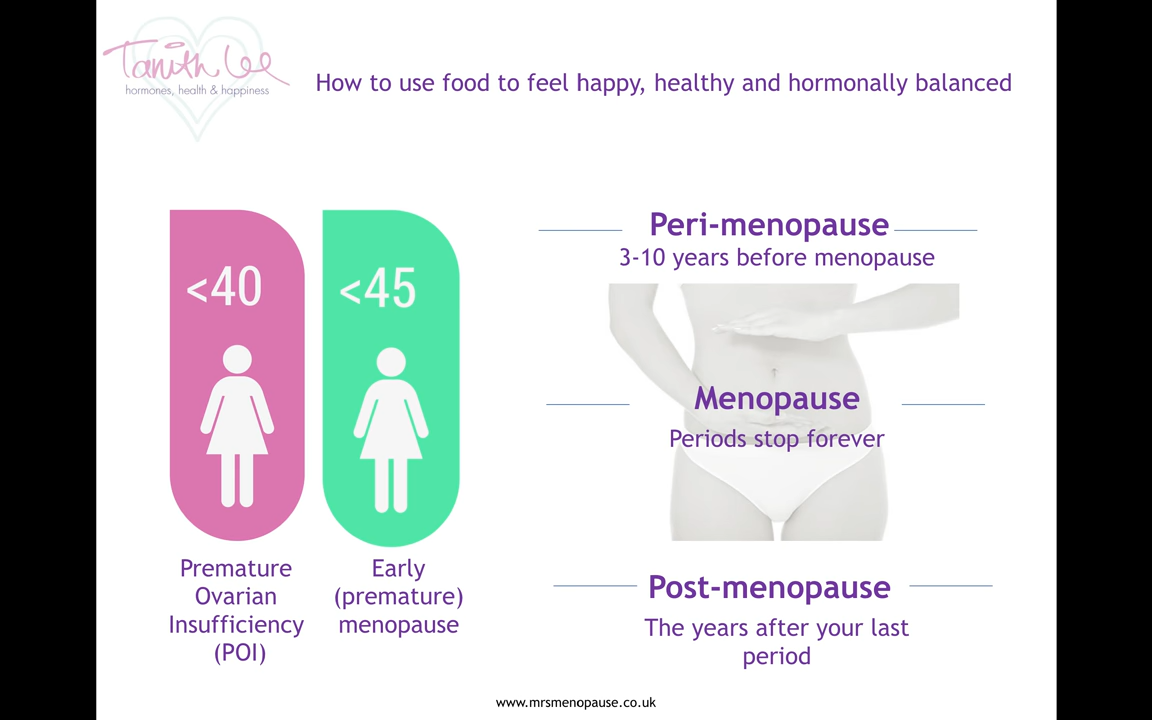 Tanith Lee
hormones, health & happiness
How to use food to feel happy, healthy and hormonally balanced
<40
<45
Premature
Ovarian
Insufficiency
(POI)
Early
(premature)
menopause
Peri-menopause
3-10 years before menopause
Menopause
Periods stop forever
Post-menopause
The years after your last
period
www.mrsmenopause.co.uk